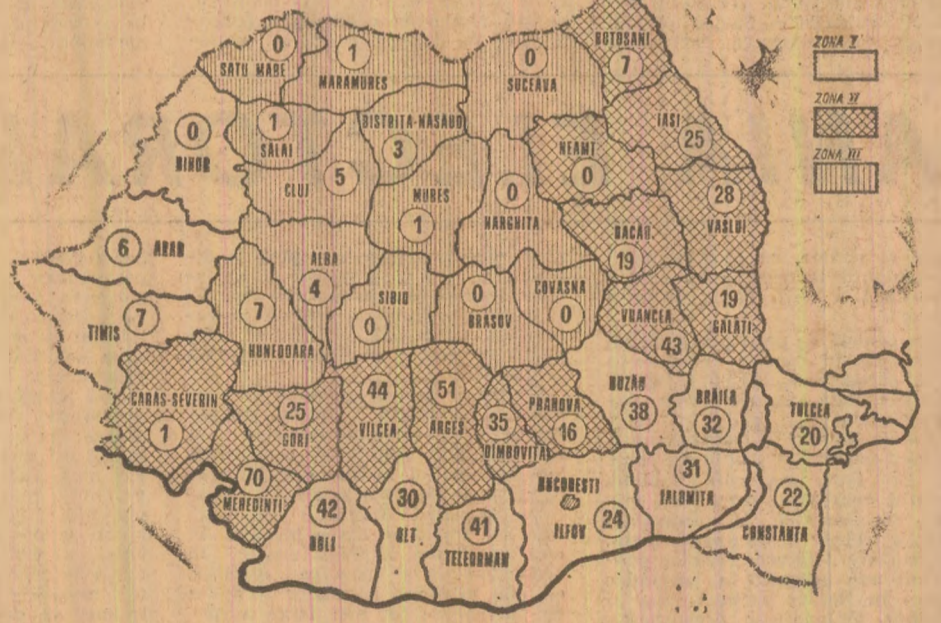 0
SATU MARE
1
MARAMURES
0
SUCEAVA
BOTOSANI
7
ZONA V
ZONA VI
ZONA VII
0
BIHOR
1
SALAJ
BISTRITA-NASAUD
3
IASI
25
NEAMT
0
CLUJ
5
MURES
1
0
HARGHITA
28
VASLUI
BACAU
19
6
ARAD
ALBA
4
7
TIMIS
7
HUNEDOARA
SIBIU
0
0
BRASOV
COVASNA
0
VRANCEA
43
19
GALATI
CARAS-SEVERIN
1
25
GORJ
44
VILCEA
51
ARGES
35
DIMBOVITA
PRAHOVA
16
BUZĂU
38
BRĂILA
32
TULCEA
20
70
MEHEDINTI
42
DOLJ
30
OLT
41
TELEORMAN
BUCURESTI
ILFOV
24
31
IALOMITA
22
CONSTANTA